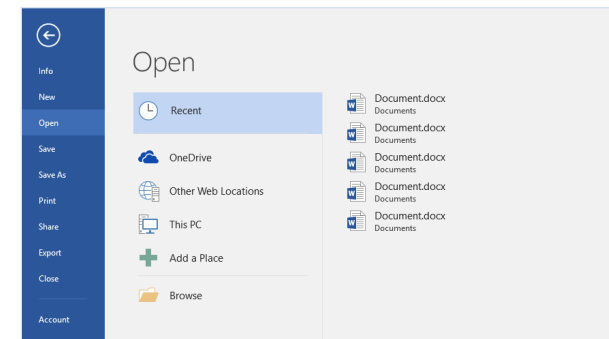 Info
New
Open
Save
Save As
Print
Share
Export
Close
Account
Open
Recent
OneDrive
Other Web Locations
This PC
Add a Place
Browse
Document.docx
Documents
Document.docx
Documents
Document.docx
Documents
Document.docx
Documents
Document.docx
Documents